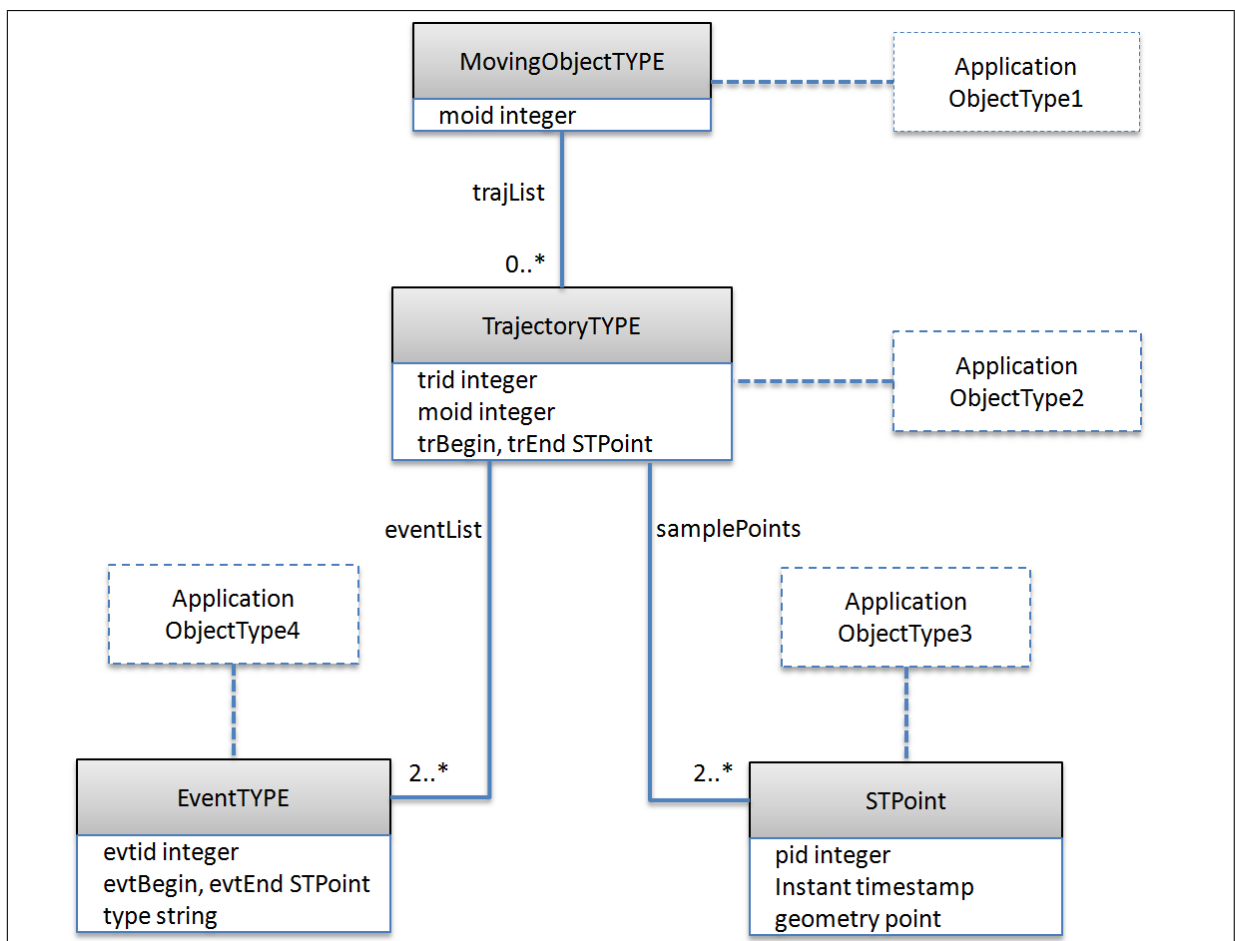 MovingObjectTYPE
moid integer
Application
ObjectType1
trajList
0..*
TrajectoryTYPE
trid integer
moid integer
trBegin, trEnd STPoint
Application
ObjectType2
eventList
samplePoints
Application
ObjectType4
Application
ObjectType3
2..*
2..*
EventTYPE
evtid integer
evtBegin, evtEnd STPoint
type string
STPoint
pid integer
Instant timestamp
geometry point